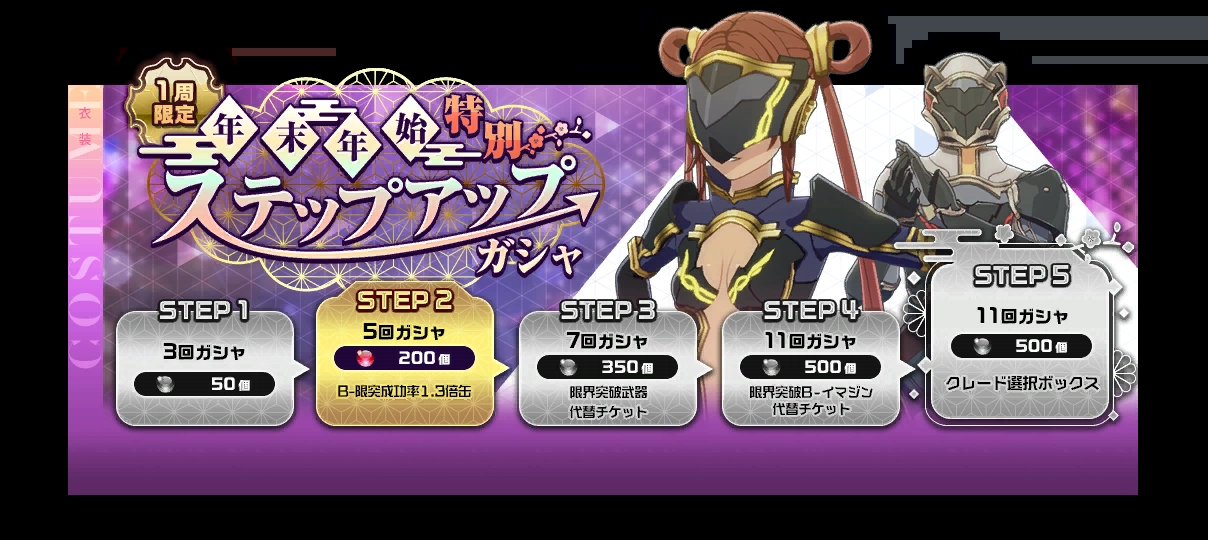 衣装
COSTUME
1周
限定
年末年始特別
ステップアップ
ガシャ
STEP 1
3回ガシャ
50個
STEP 2
5回ガシャ
200個
B-限突成功率1.3倍缶
STEP 3
7回ガシャ
350個
限界突破武器
代替チケット
STEP 4
11回ガシャ
500個
限界突破B-イマジン
代替チケット
STEP 5
11回ガシャ
500個
グレード選択ボックス